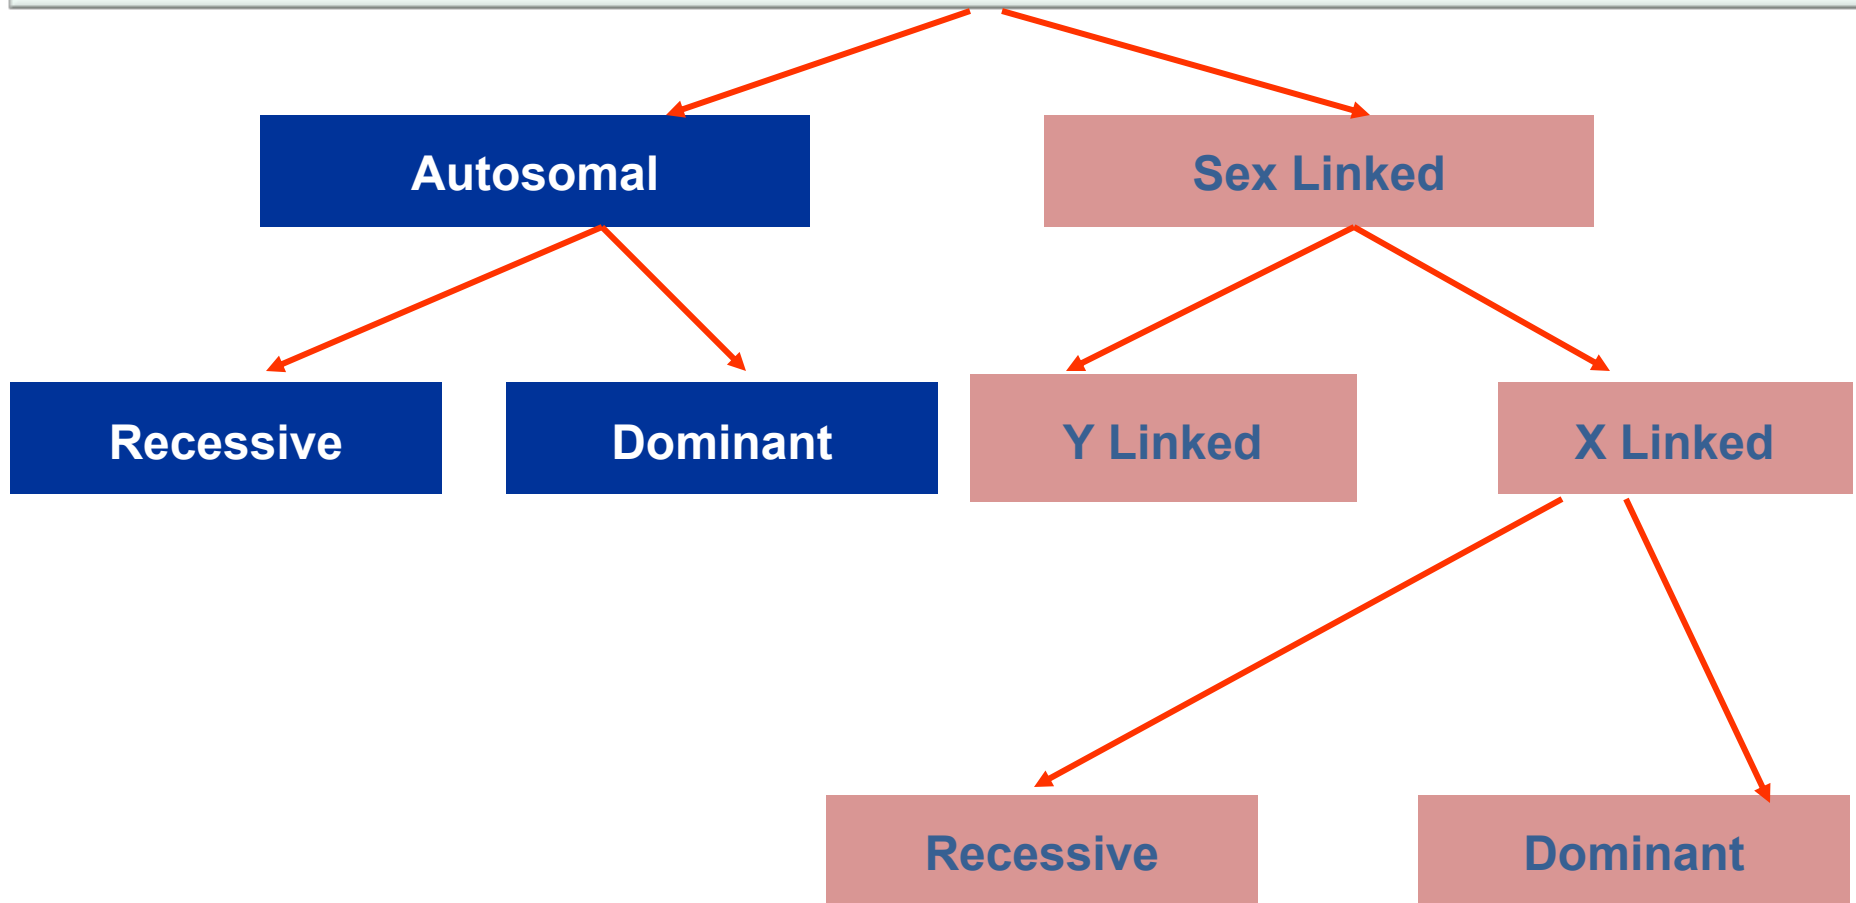 Autosomal
Sex Linked
Recessive
Dominant
Y Linked
X Linked
Recessive
Dominant